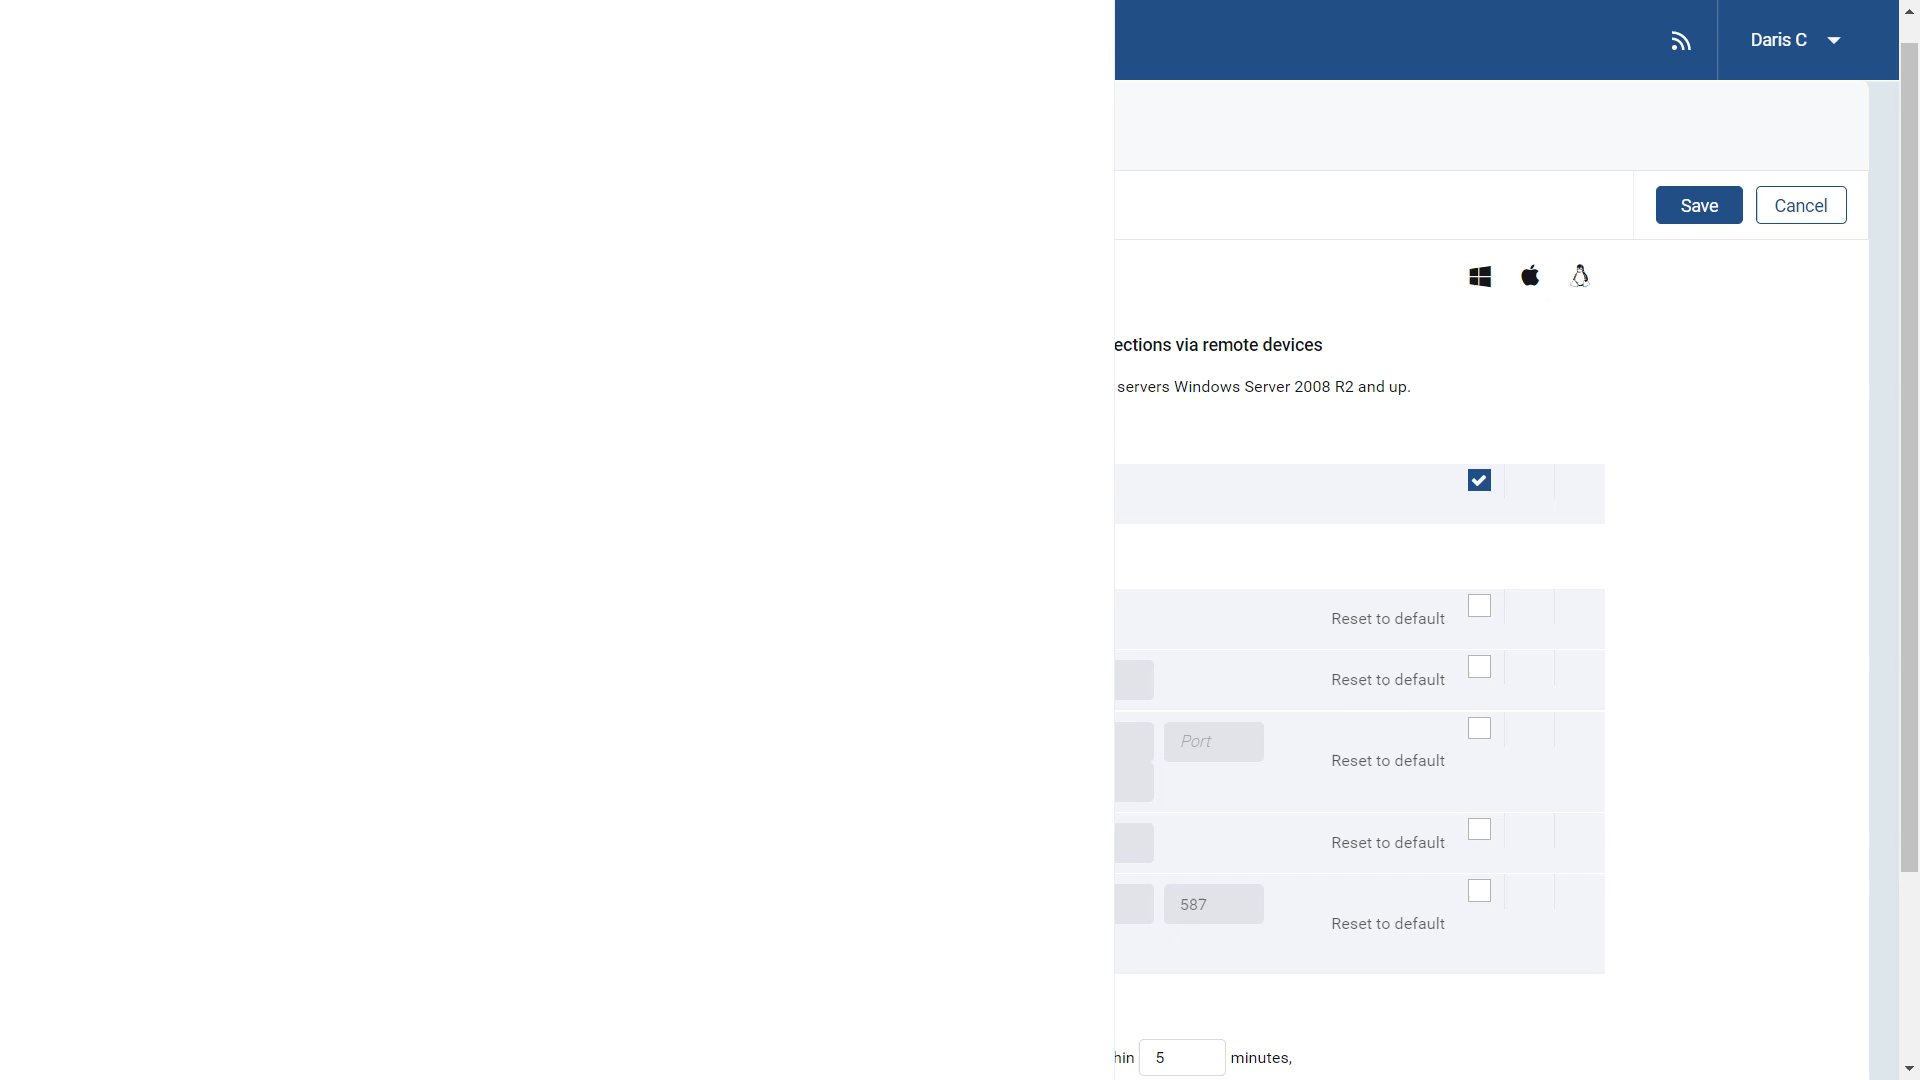 Daris C
Save
Cancel
ections via remote devices
servers Windows Server 2008 R2 and up.
Reset to default
Reset to default
Port
Reset to default
Reset to default
587
Reset to default
hin 5 minutes,